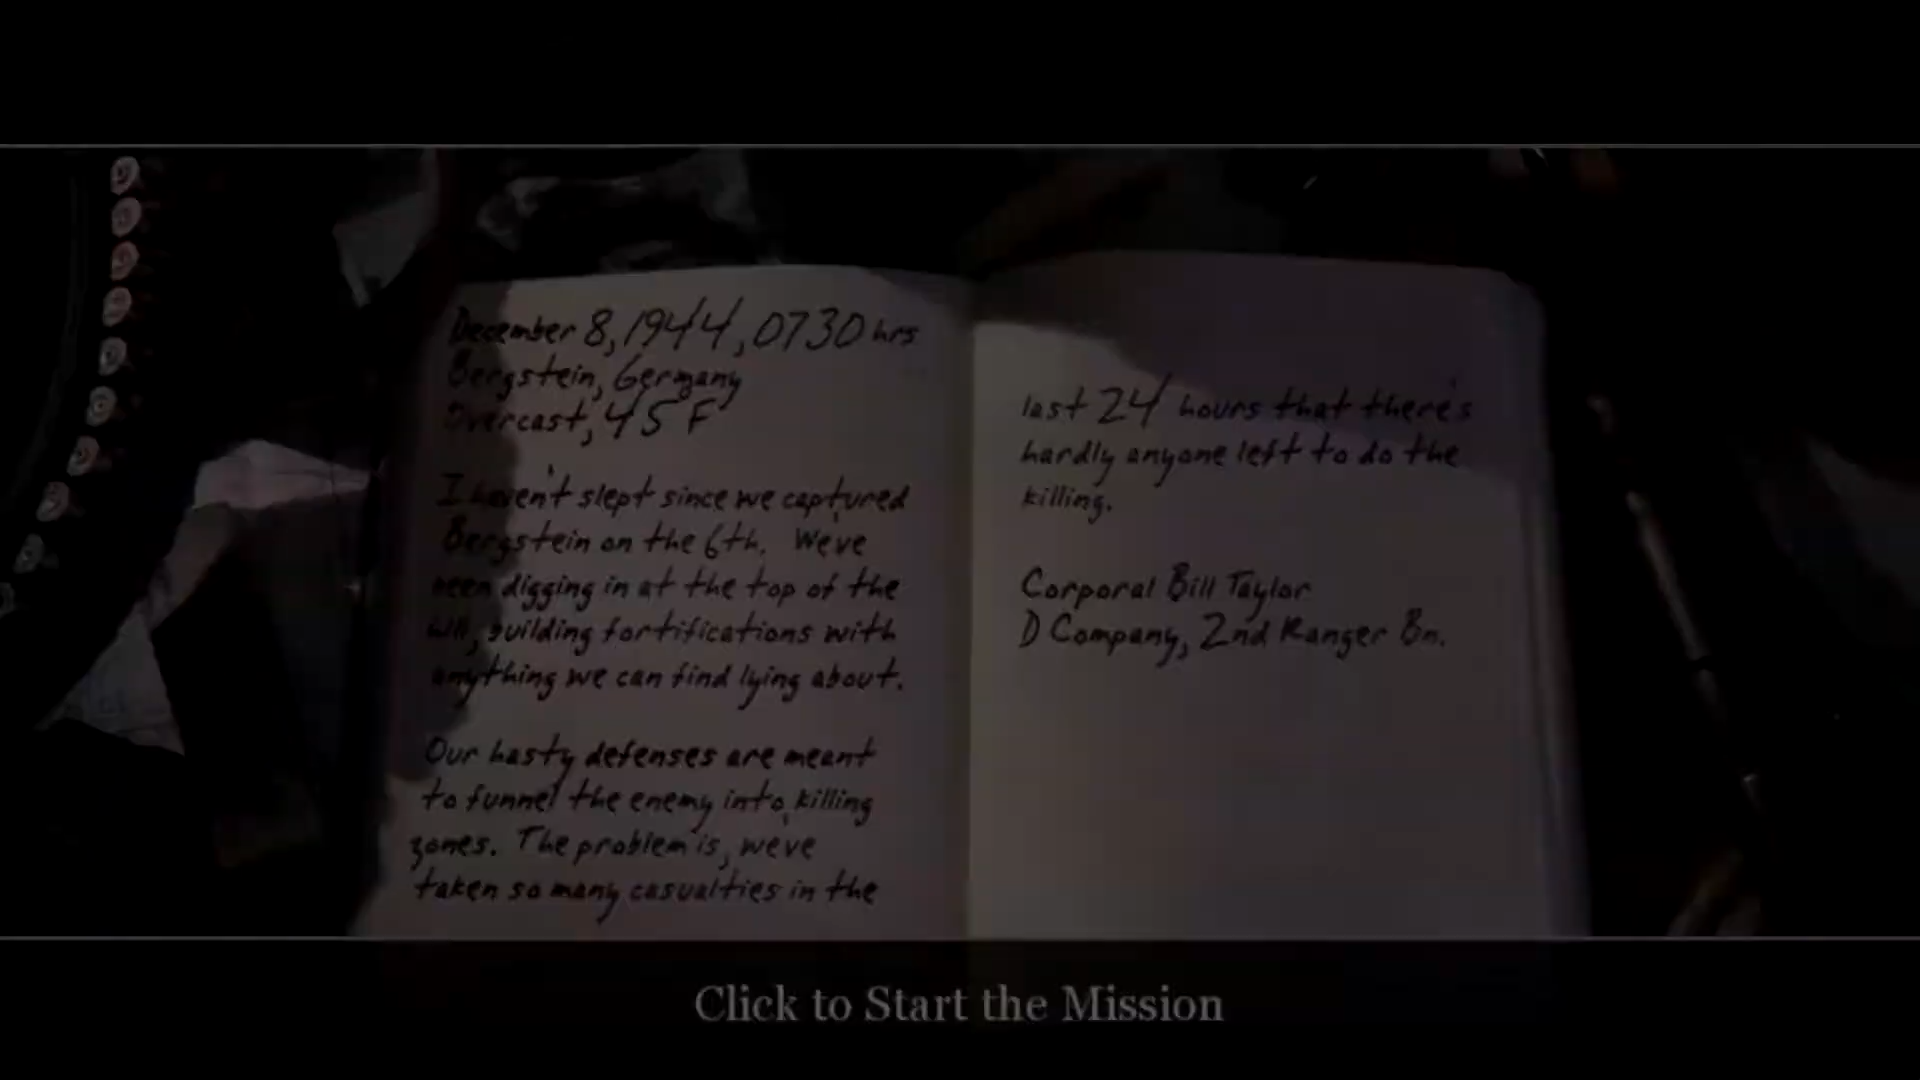 December 8, 1944, 0730 hrs
Bergstein, Germany
Overcast, 45 F
I haven't slept since we captured
Bergstein on the 6th. We've
been digging in at the top of the
hill, building fortifications with
anything we can find lying about.
Our hasty defenses are meant
to funnel the enemy into killing
zones. The problem is, we've
taken so many casualties in the
last 24 hours that there's
hardly anyone left to do the
killing.
Corporal Bill Taylor
D Company, 2nd Ranger Bn.
Click to Start the Mission